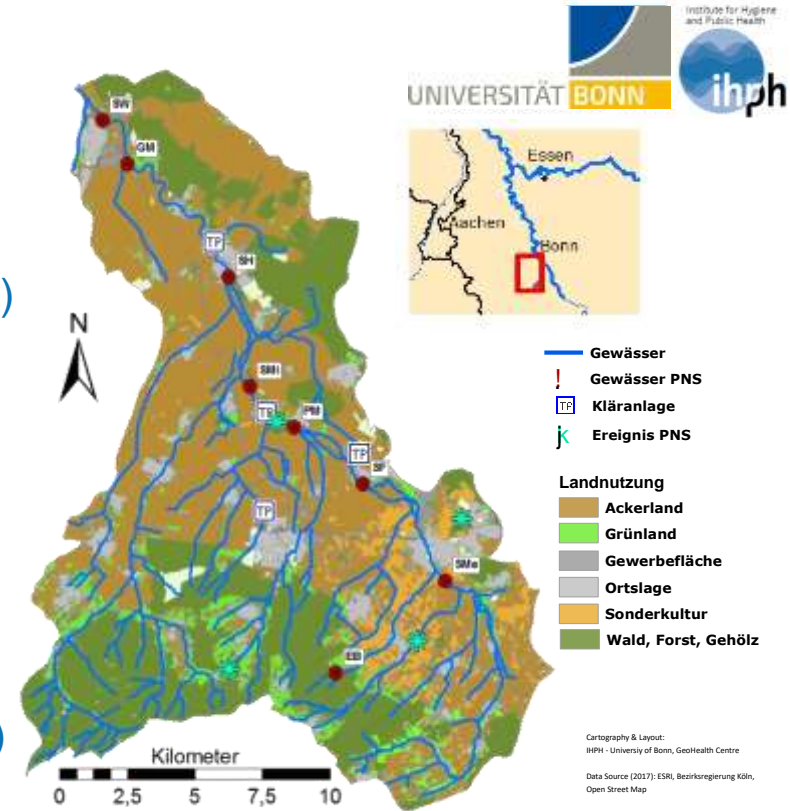 Institute for Hygiene
and Public Health
UNIVERSITÄT BONN
ihph
Essen
Aachen
Bonn
SW
GM
TP
SH
SMi
TP
PM
TP
SP
TP
SMe
EB
)
N
Gewässer
! Gewässer PNS
TP Kläranlage
jk Ereignis PNS
Landnutzung
Ackerland
Grünland
Gewerbefläche
Ortslage
Sonderkultur
Wald, Forst, Gehölz
)
Kilometer
0 2,5 5 7,5 10
Cartography & Layout:
IHPH - Universiy of Bonn, GeoHealth Centre
Data Source (2017): ESRI, Bezirksregierung Köln,
Open Street Map